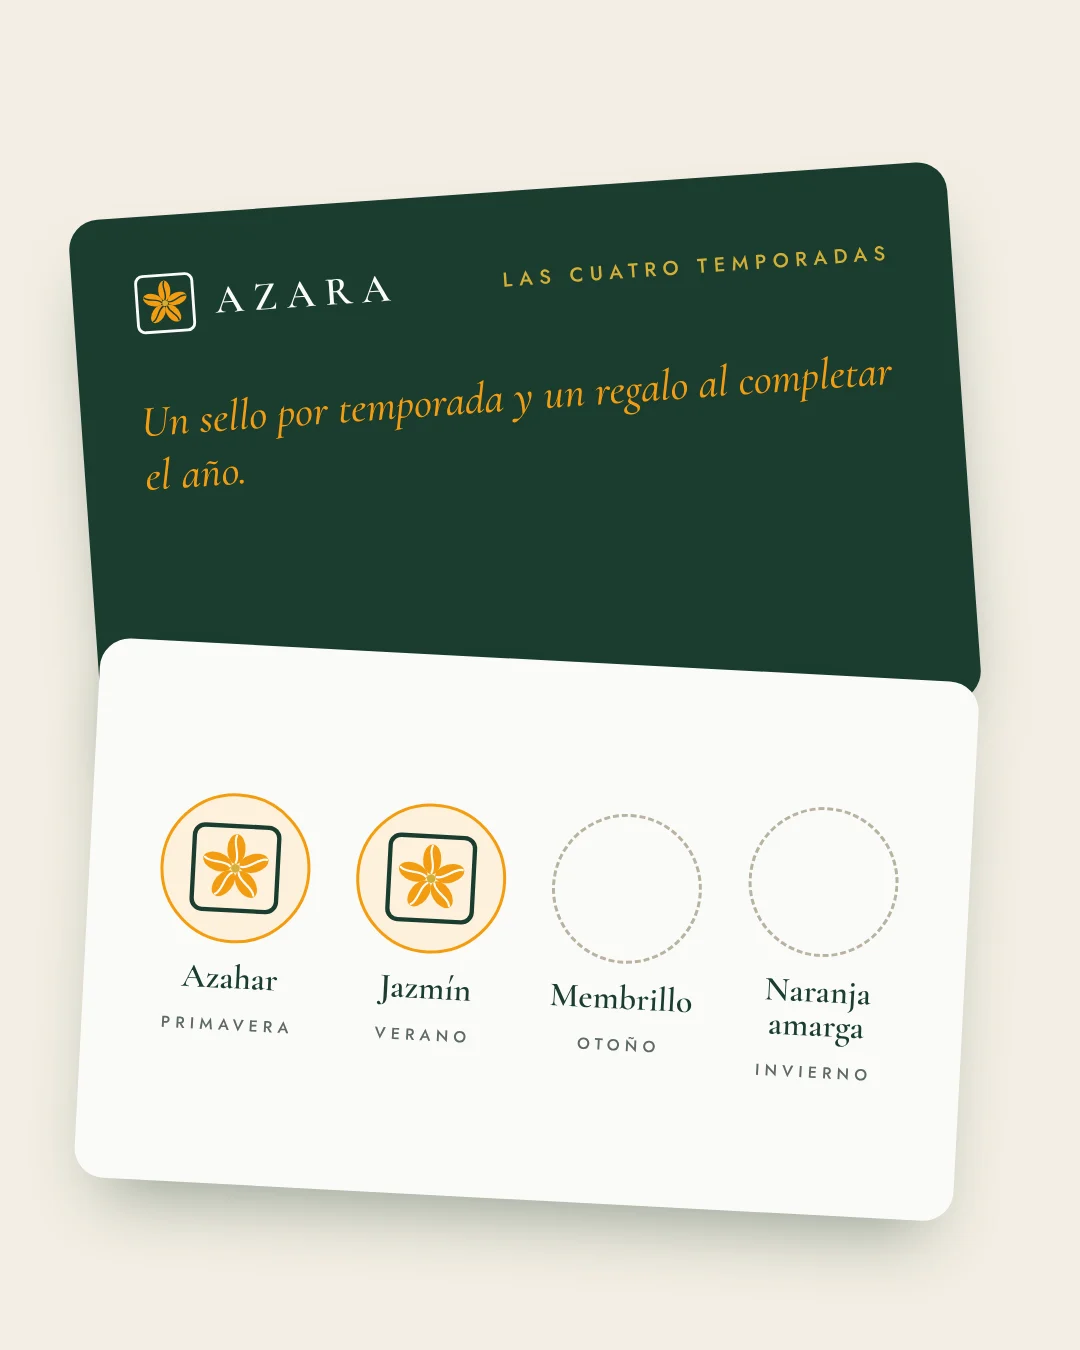 AZARA
LAS CUATRO TEMPORADAS
Un sello por temporada y un regalo al completar
el año.
Azahar
PRIMAVERA
Jazmín
VERANO
Membrillo
OTOÑO
Naranja
amarga
INVIERNO